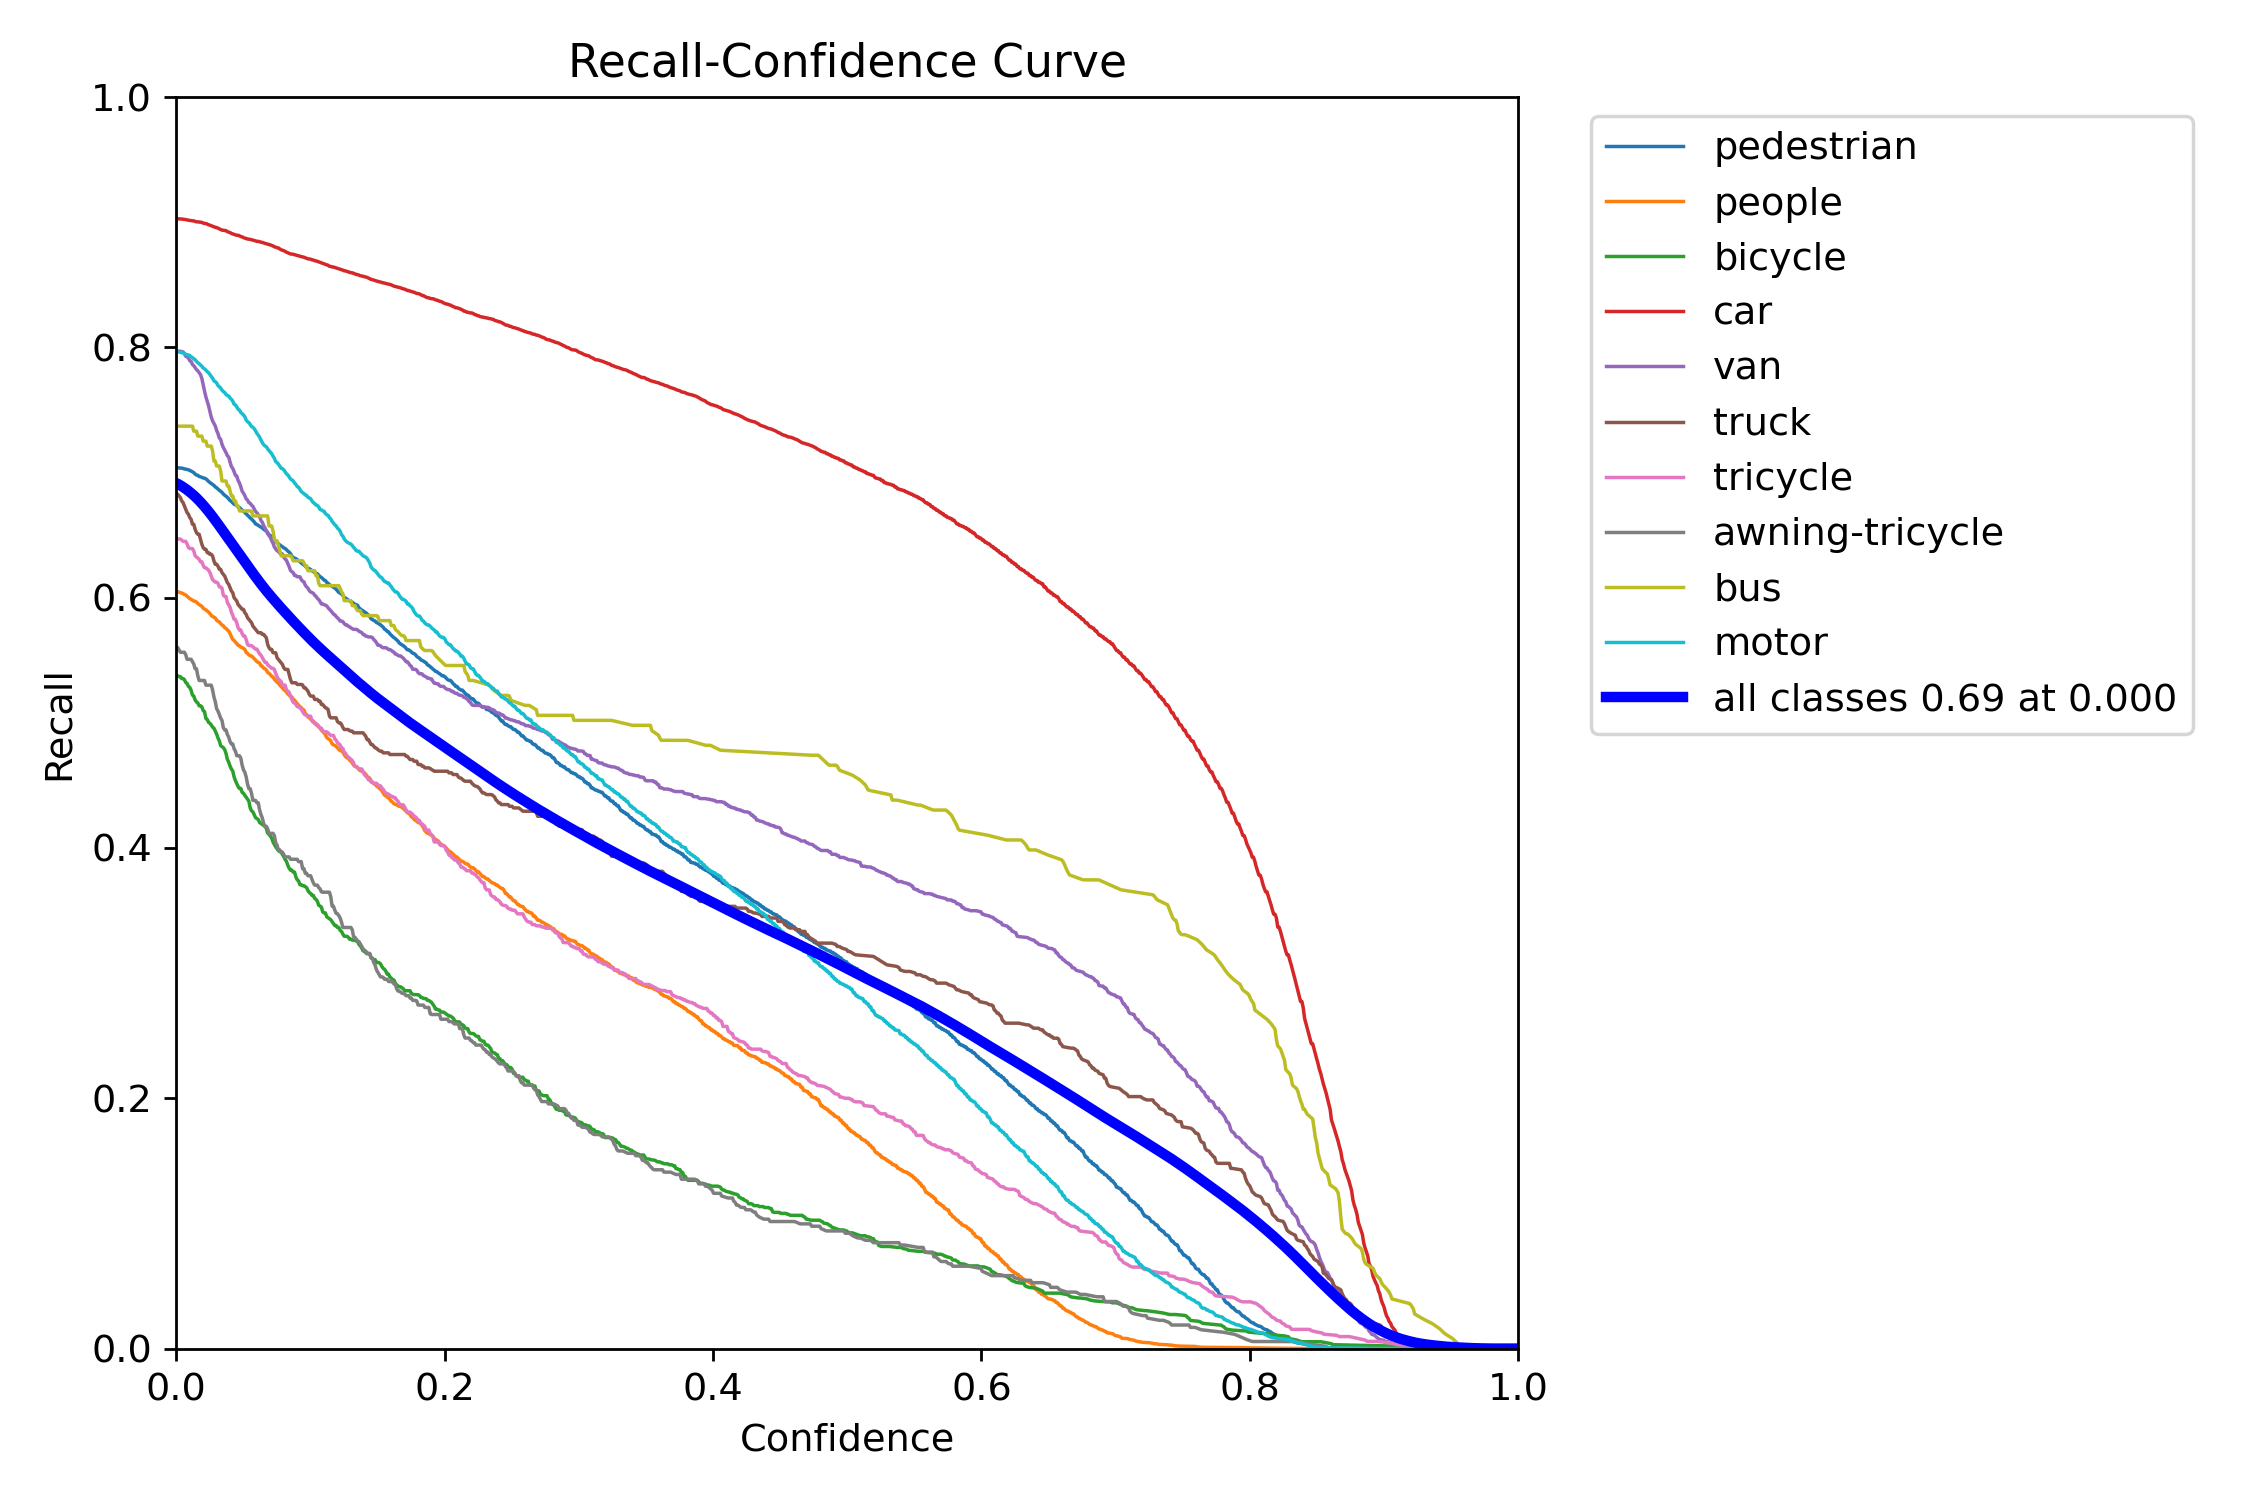 Recall-Confidence Curve
1.0
0.8
0.6
0.4
0.2
0.0
Recall
0.0 0.2 0.4 0.6 0.8 1.0
Confidence
pedestrian
people
bicycle
car
van
truck
tricycle
awning-tricycle
bus
motor
all classes 0.69 at 0.000